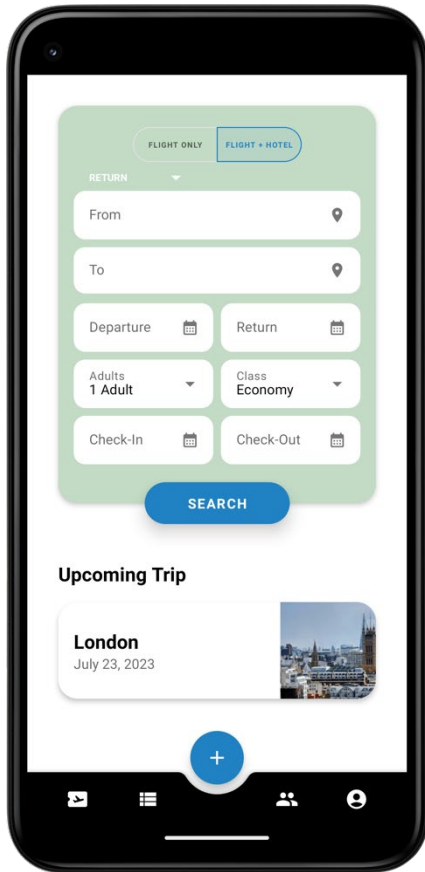 FLIGHT ONLY FLIGHT + HOTEL
RETURN
From
To
Departure Return
Adults Class
1 Adult Economy
Check-In Check-Out
SEARCH
Upcoming Trip
London
July 23, 2023
+